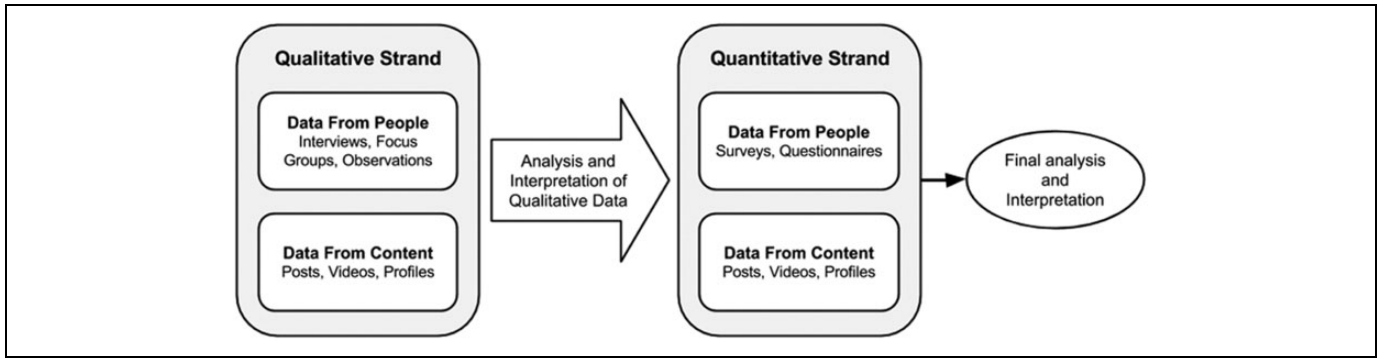 Qualitative Strand
Data From People
Interviews, Focus
Groups, Observations
Data From Content
Posts, Videos, Profiles
Analysis and
Interpretation of
Qualitative Data
Quantitative Strand
Data From People
Surveys, Questionnaires
Data From Content
Posts, Videos, Profiles
Final analysis
and
Interpretation